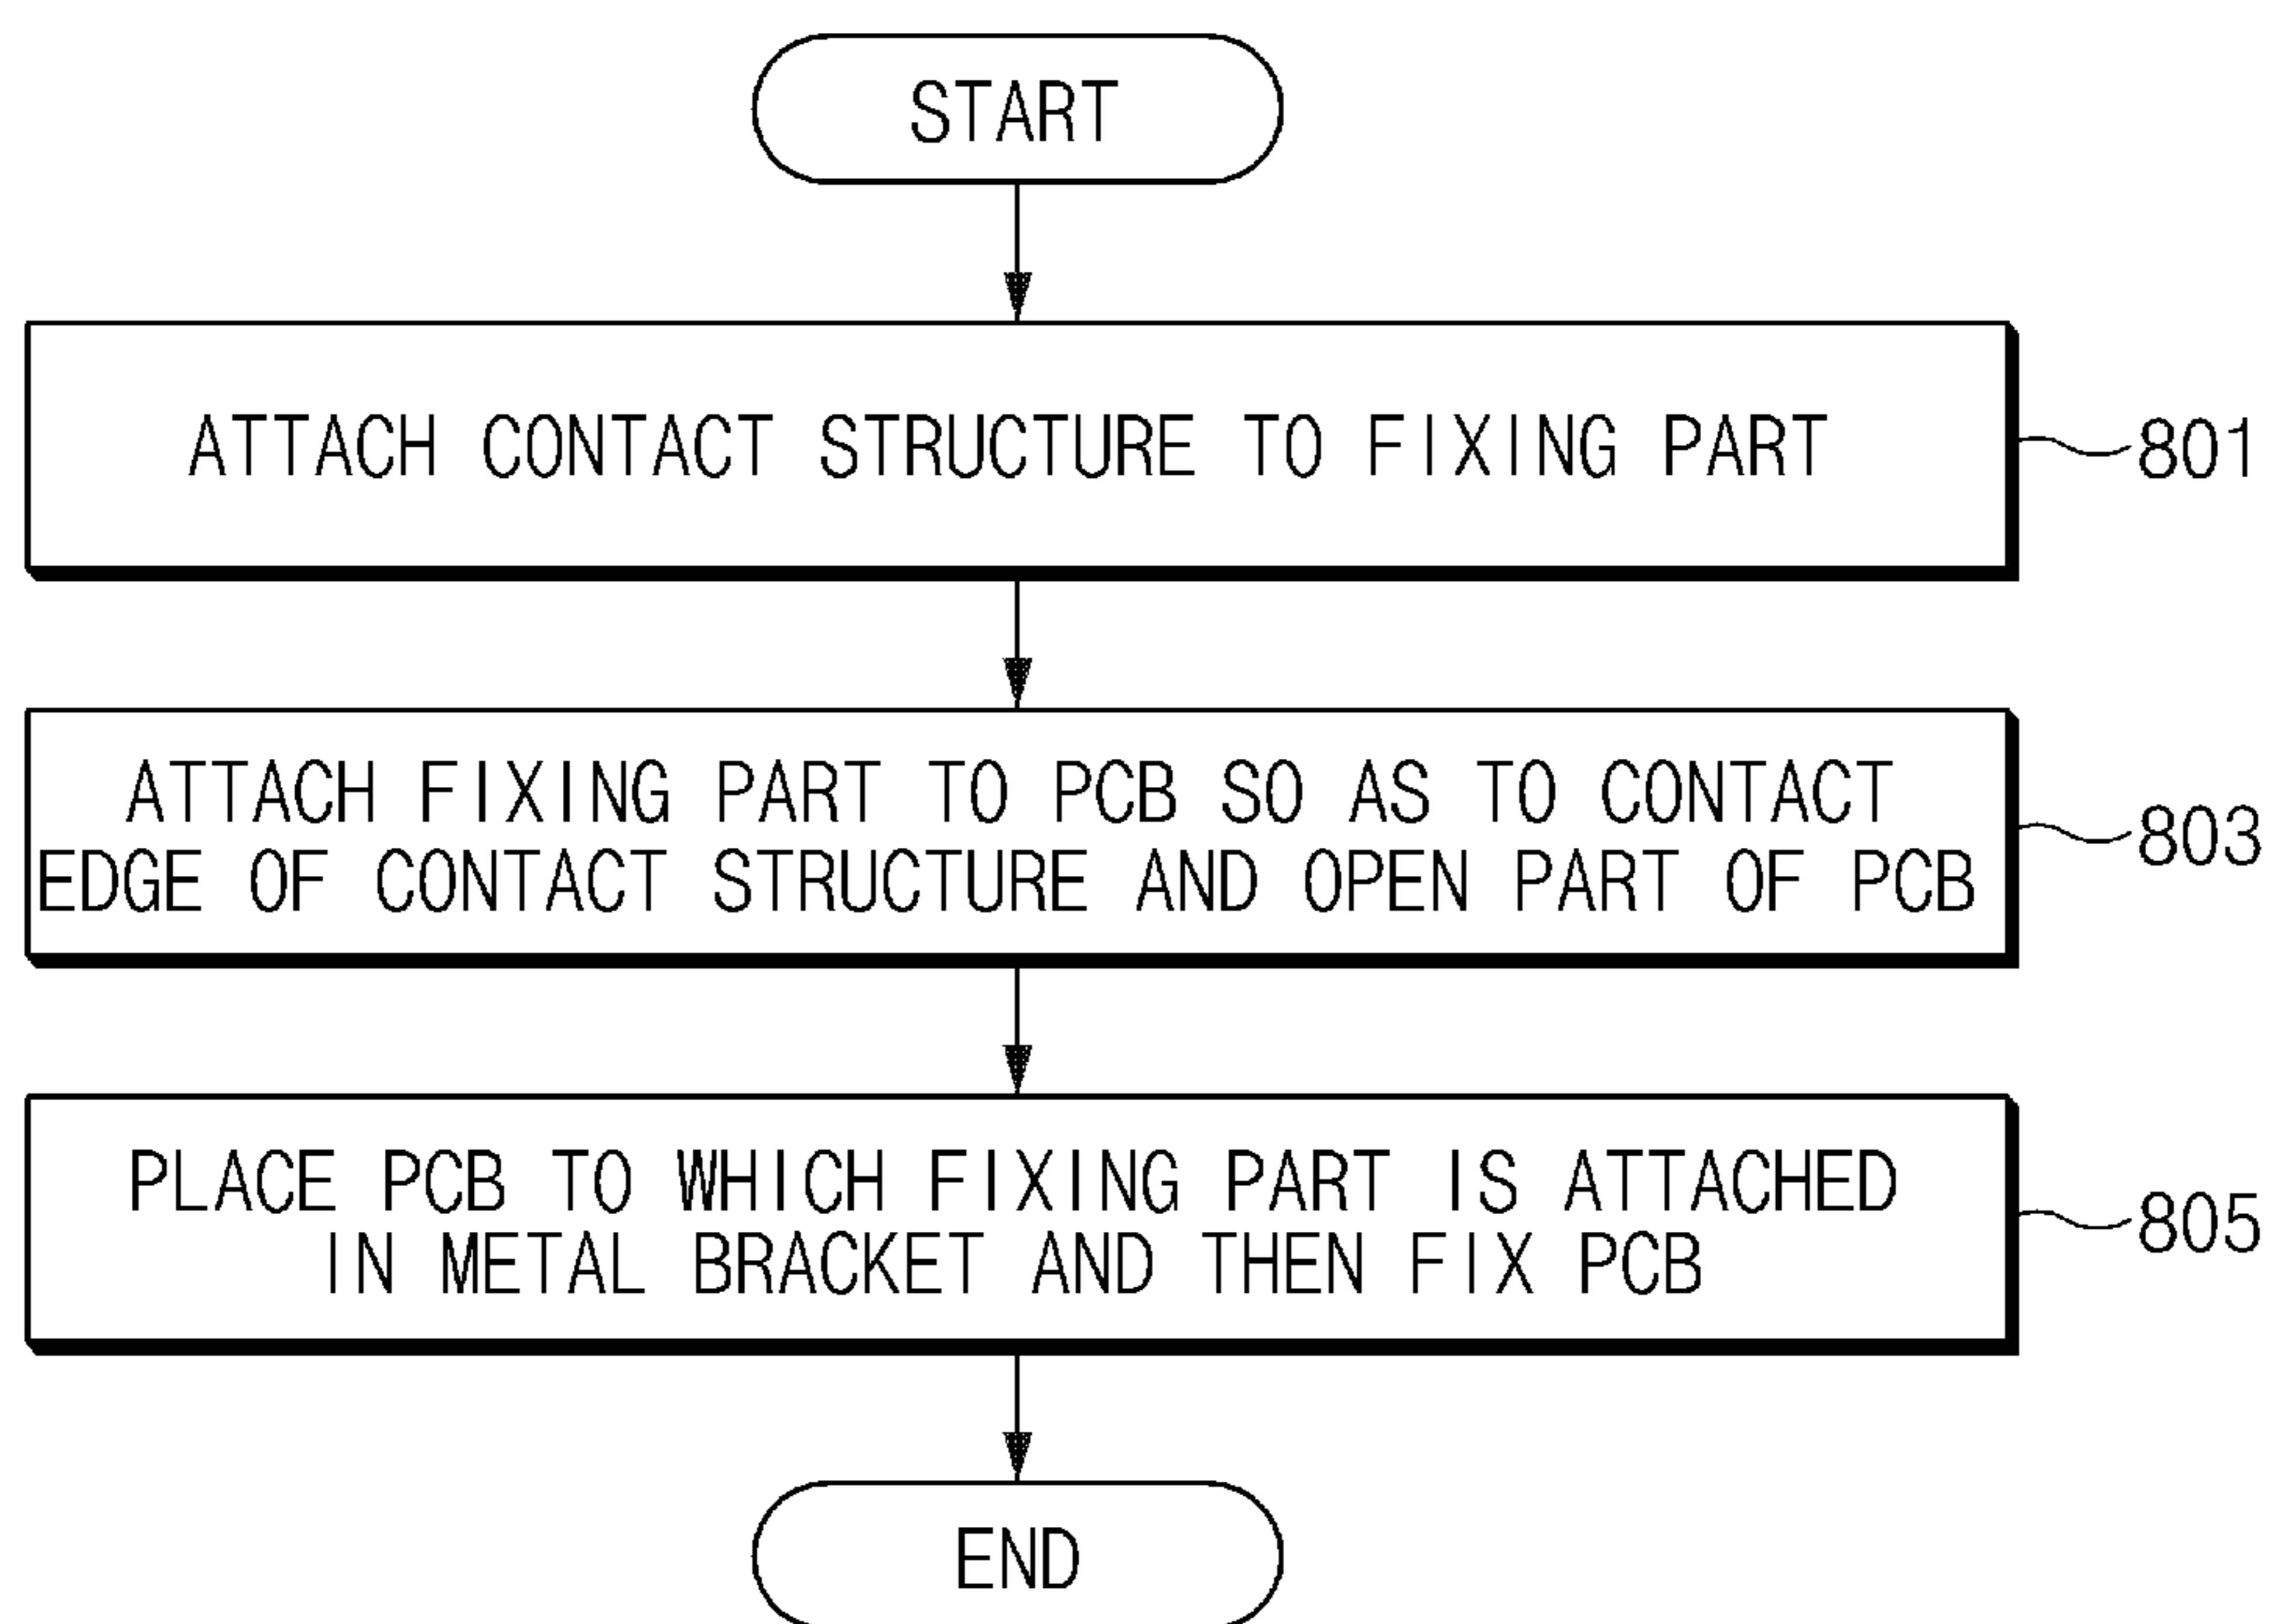 START
ATTACH CONTACT STRUCTURE TO FIXING PART
801
ATTACH FIXING PART TO PCB SO AS TO CONTACT
EDGE OF CONTACT STRUCTURE AND OPEN PART OF PCB
803
PLACE PCB TO WHICH FIXING PART IS ATTACHED
IN METAL BRACKET AND THEN FIX PCB
805
END